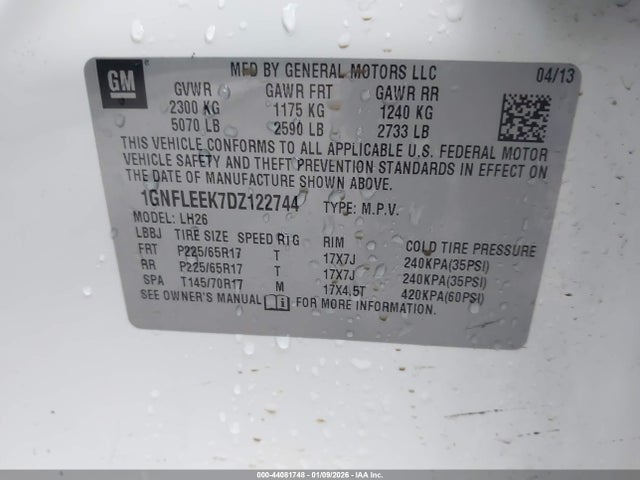 GM
MFD BY GENERAL MOTORS LLC 04/13
GVWR GAWR FRT GAWR RR
2300 KG 1175 KG 1240 KG
5070 LB 2590 LB 2733 LB
THIS VEHICLE CONFORMS TO ALL APPLICABLE U.S. FEDERAL MOTOR
VEHICLE SAFETY AND THEFT PREVENTION STANDARDS IN EFFECT ON
THE DATE OF MANUFACTURE SHOWN ABOVE.
1GNFLEEK7DZ122744 TYPE: M.P.V.
MODEL: LH26
LBBJ TIRE SIZE SPEED RTG RIM COLD TIRE PRESSURE
FRT P225/65R17 T 17X7J 240KPA(35PSI)
RR P225/65R17 T 17X7J 240KPA(35PSI)
SPA T145/70R17 M 17X4.5T 420KPA(60PSI)
SEE OWNER'S MANUAL FOR MORE INFORMATION.
000-44081748 - 01/09/2026 - IAAI.CA